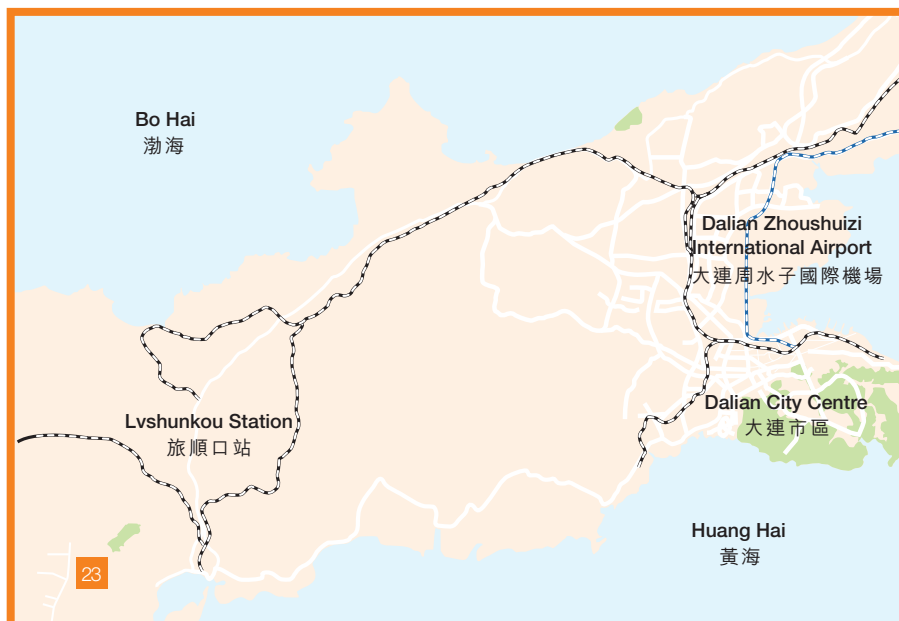 Bo Hai
渤海
Dalian Zhoushuizi
International Airport
大連周水子國際機場
Lvshunkou Station
旅順口站
Dalian City Centre
大連市區
Huang Hai
黃海
23